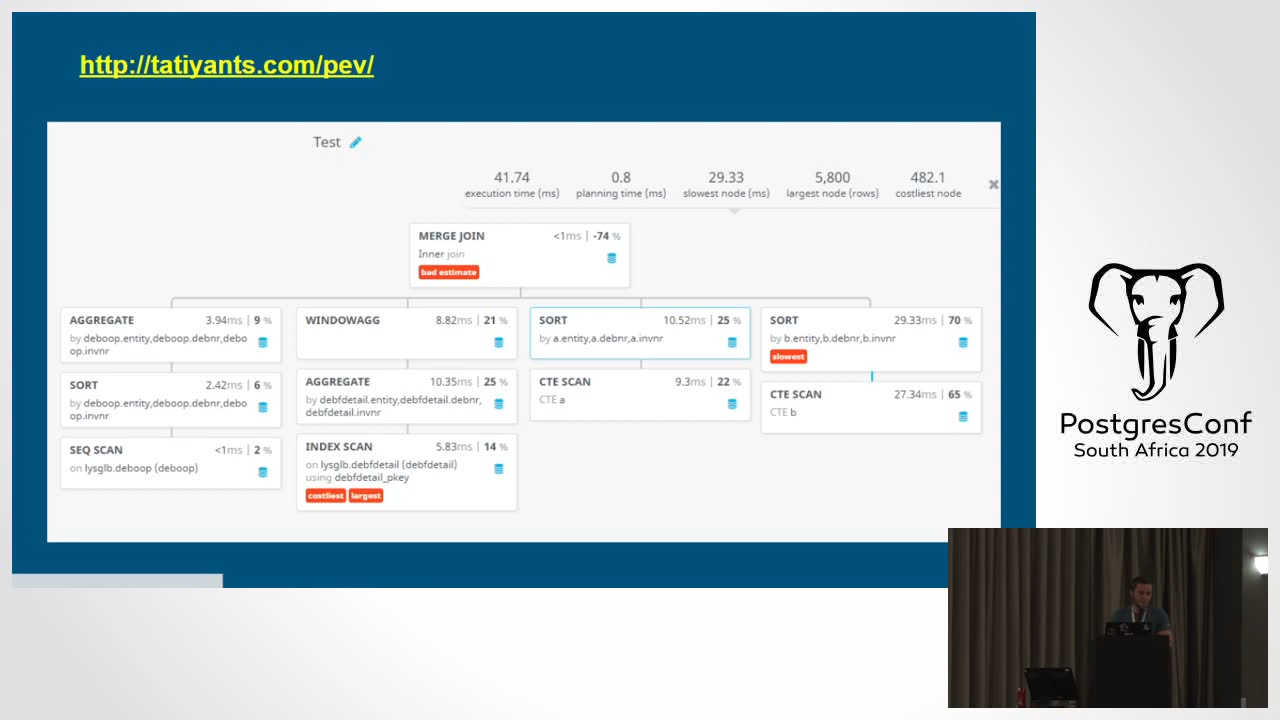 http://tatiyants.com/pev/
Test
41.74 0.8 29.33 5,800 482.1
execution time (ms) planning time (ms) slowest node (ms) largest node (rows) costliest node
MERGE JOIN <1ms | -74 %
Inner join
bad estimate
AGGREGATE 3.94ms | 9 %
by deboop.entity,deboop.debnr,debo
op.invnr
SORT 2.42ms | 6 %
by deboop.entity,deboop.debnr,debo
op.invnr
SEQ SCAN <1ms | 2 %
on lysglb.deboop (deboop)
WINDOWAGG 8.82ms | 21 %
AGGREGATE 10.35ms | 25 %
by debfdetail.entity,debfdetail.debnr,
debfdetail.invnr
INDEX SCAN 5.83ms | 14 %
on lysglb.debfdetail (debfdetail)
using debfdetail_pkey
costliest largest
SORT 10.52ms | 25 %
by a.entity,a.debnr,a.invnr
CTE SCAN 9.3ms | 22 %
CTE a
SORT 29.33ms | 70 %
by b.entity,b.debnr,b.invnr
slowest
CTE SCAN 27.34ms | 65 %
CTE b
PostgresConf
South Africa 2019